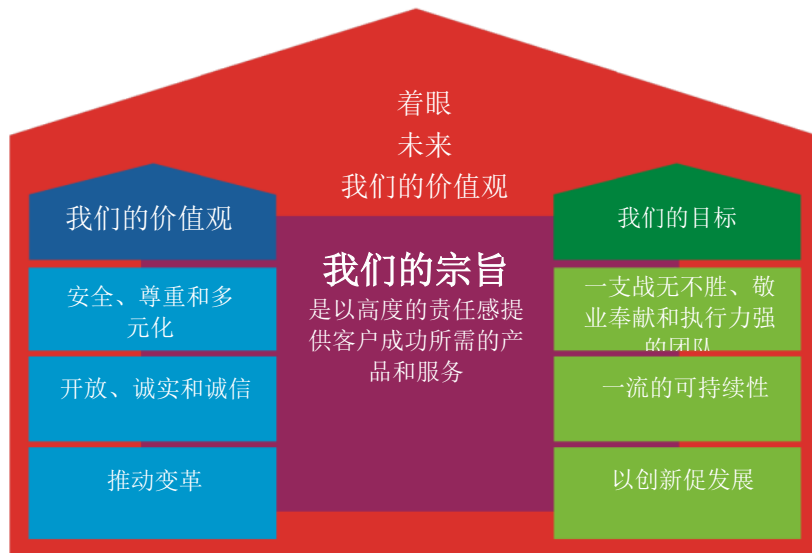 着眼
未来
我们的价值观
我们的价值观
安全、尊重和多
元化
开放、诚实和诚信
推动变革
我们的宗旨
是以高度的责任感提
供客户成功所需的产
品和服务
我们的目标
一支战无不胜、敬
业奉献和执行力强
的团队
一流的可持续性
以创新促发展